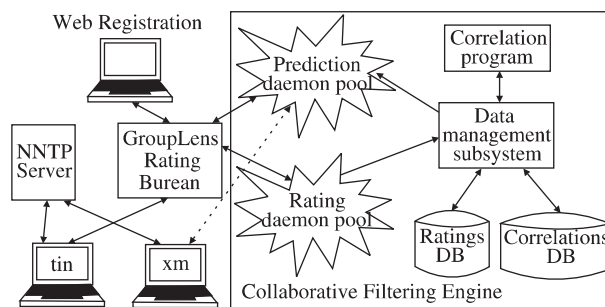 Web Registration
Prediction
daemon pool
Correlation
program
GroupLens
Rating
Burean
NNTP
Server
Data
management
subsystem
Rating
daemon pool
tin
xm
Ratings
DB
Correlations
DB
Collaborative Filtering Engine